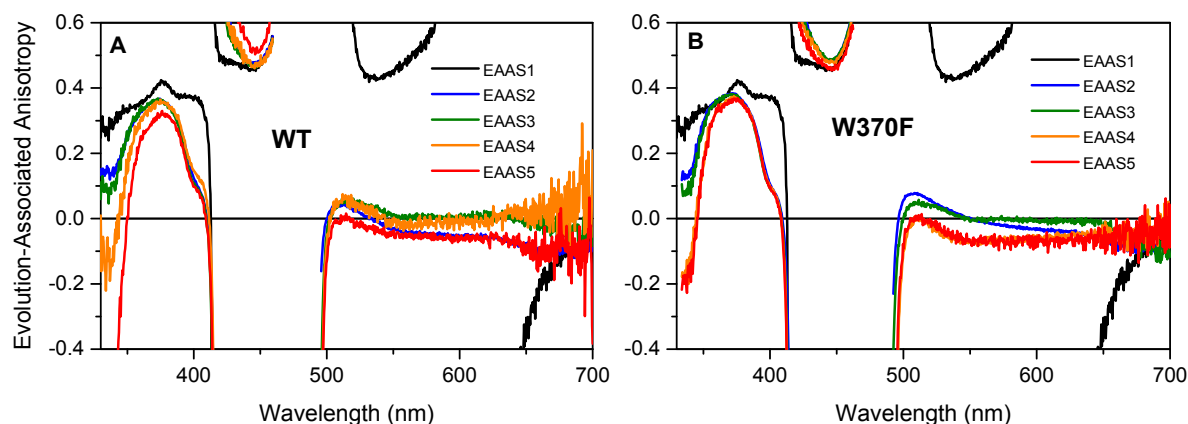 Evolution-Associated Anisotropy
0.6
0.4
0.2
0.0
-0.2
-0.4
A
WT
EAAS1
EAAS2
EAAS3
EAAS4
EAAS5
400
500
600
700
Wavelength (nm)
0.6
0.4
0.2
0.0
-0.2
-0.4
B
W370F
EAAS1
EAAS2
EAAS3
EAAS4
EAAS5
400
500
600
700
Wavelength (nm)